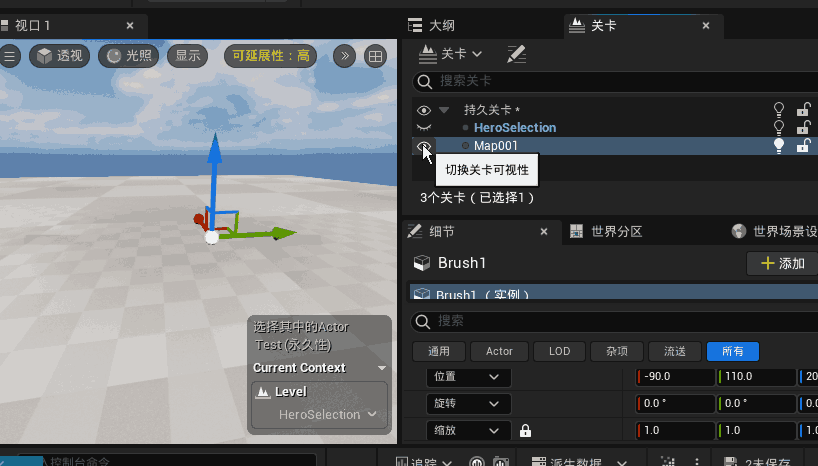 视口 1
大纲
关卡
透视
光照
显示
可延展性：高
关卡
搜索关卡
持久关卡 *
HeroSelection
Map001
切换关卡可视性
3个关卡（已选择1）
细节
世界分区
世界场景设
Brush1
添加
Brush1（实例）
搜索
通用
Actor
LOD
杂项
流送
所有
位置
-90.0
110.0
20
旋转
0.0 °
0.0 °
0.0
缩放
1.0
1.0
1.0
选择其中的Actor
Test (永久性)
Current Context
Level
HeroSelection
控制台命令
追踪
派生数据
2未保存